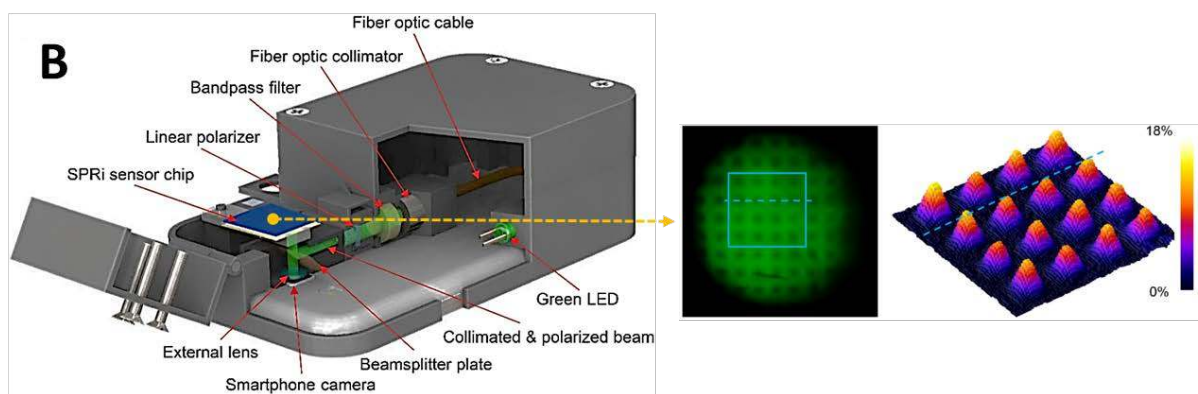 B
Fiber optic cable
Fiber optic collimator
Bandpass filter
Linear polarizer
SPRi sensor chip
Green LED
Collimated & polarized beam
Beamsplitter plate
External lens
Smartphone camera
18%
0%